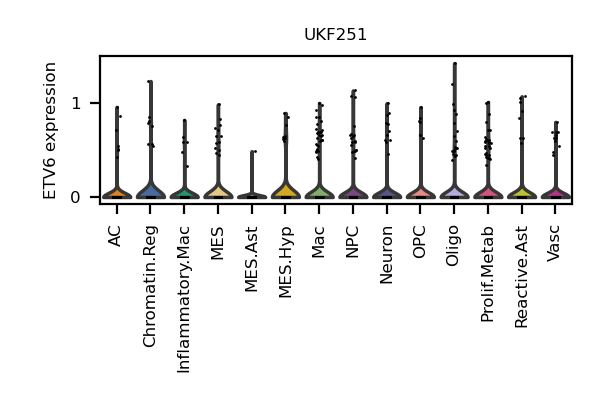 UKF251
ETV6 expression
1
0
AC
Chromatin.Reg
Inflammatory.Mac
MES
MES.Ast
MES.Hyp
Mac
NPC
Neuron
OPC
Oligo
Prolif.Metab
Reactive.Ast
Vasc